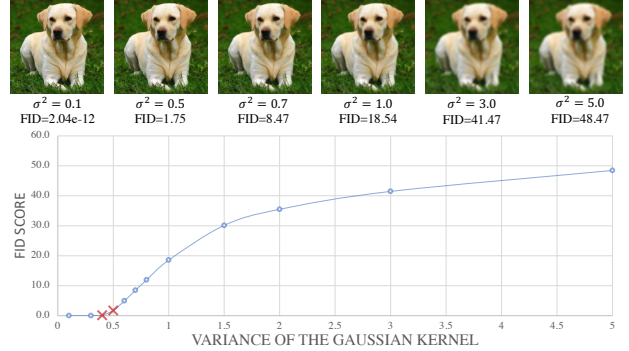 σ² = 0.1 σ² = 0.5 σ² = 0.7 σ² = 1.0 σ² = 3.0 σ² = 5.0
FID=2.04e-12 FID=1.75 FID=8.47 FID=18.54 FID=41.47 FID=48.47
60.0
50.0
40.0
30.0
20.0
10.0
0.0
FID SCORE
0 0.5 1 1.5 2 2.5 3 3.5 4 4.5 5
VARIANCE OF THE GAUSSIAN KERNEL